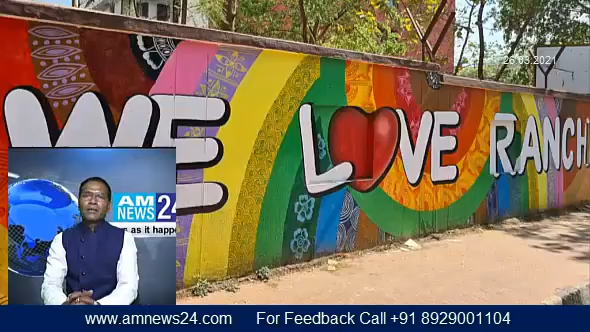 26.03.2021
WE LOVE RANCHI
AM
NEWS 24
s as it happe
www.amnews24.com For Feedback Call +91 8929001104